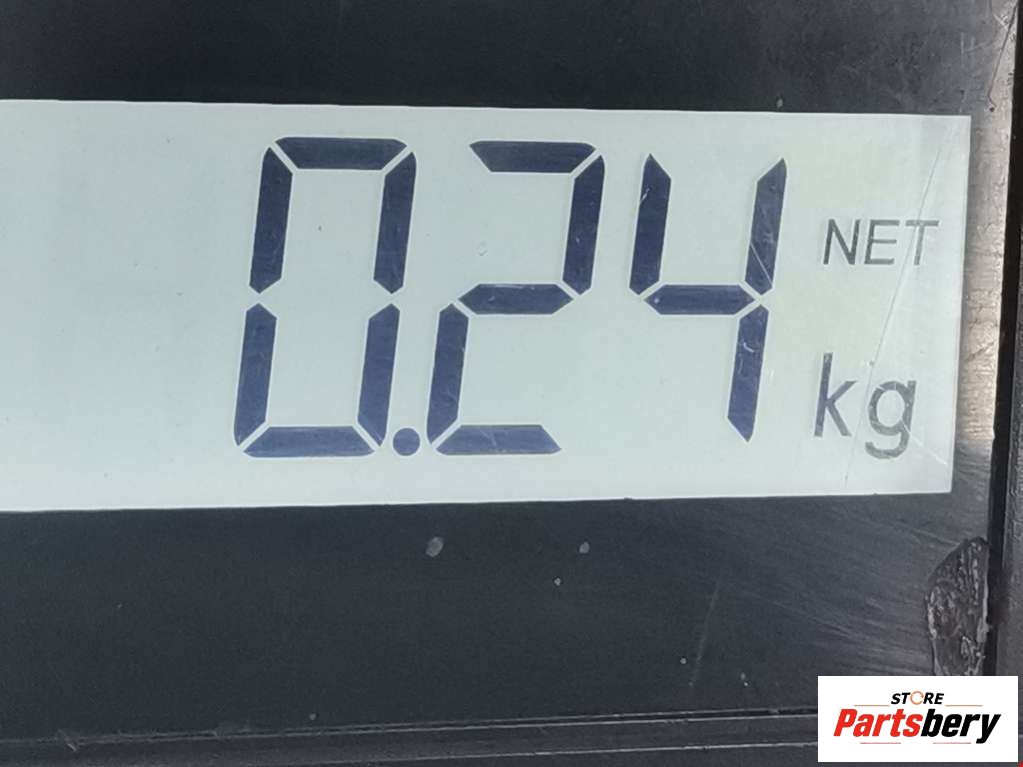 0.24
NET
kg
STORE
Partsbery